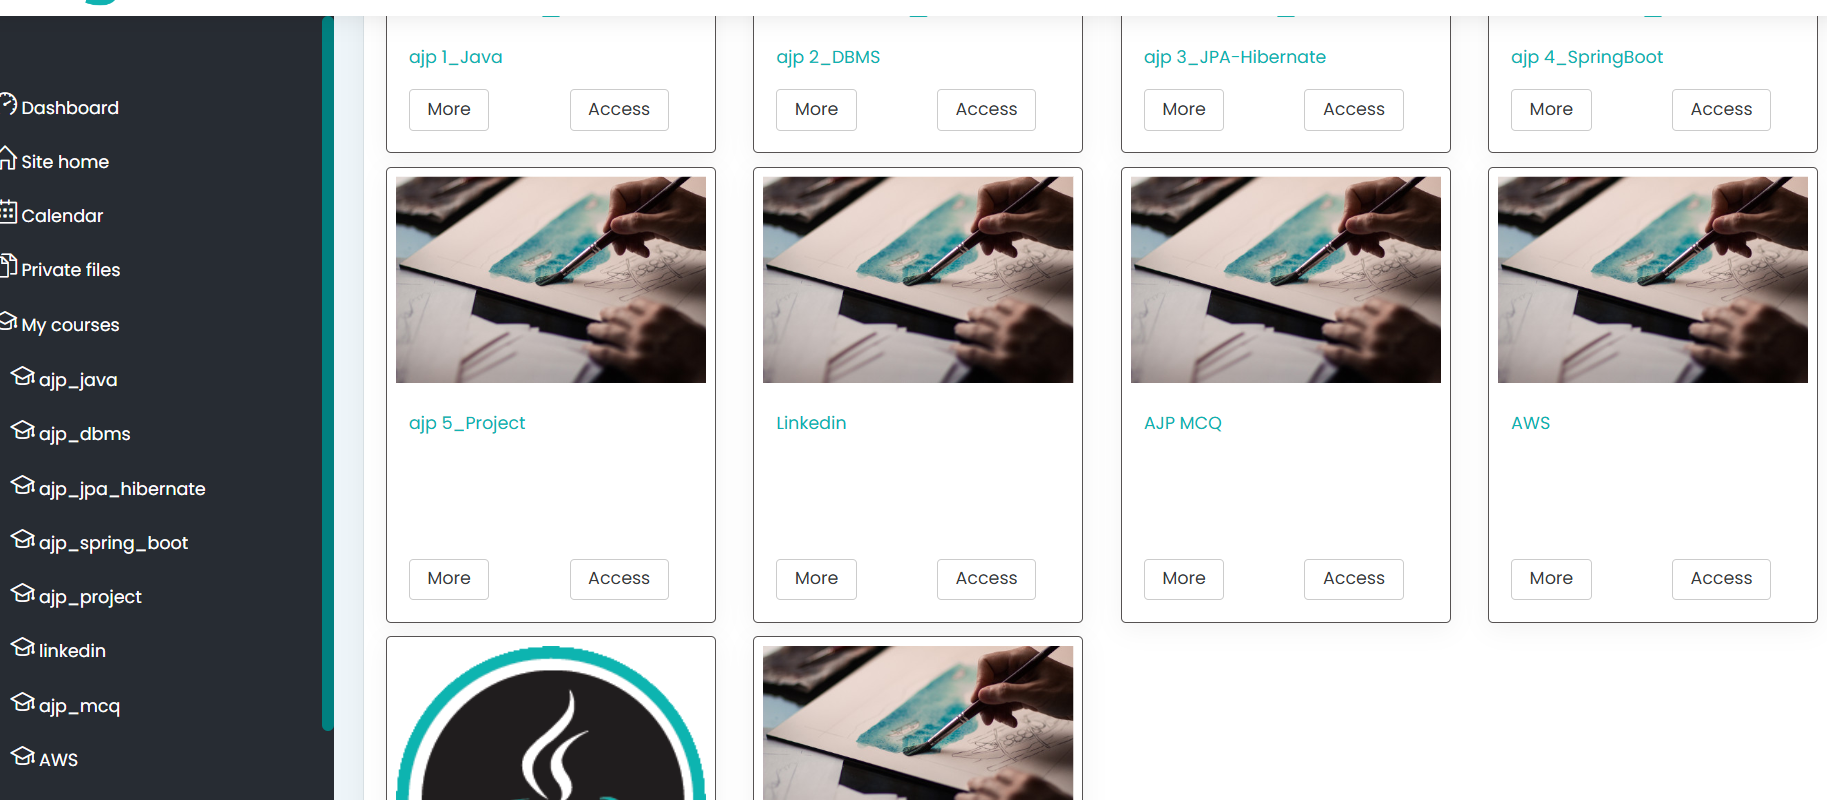 Dashboard
Site home
Calendar
Private files
My courses
ajp_java
ajp_dbms
ajp_jpa_hibernate
ajp_spring_boot
ajp_project
linkedin
ajp_mcq
AWS
ajp 1_Java
More Access
ajp 2_DBMS
More Access
ajp 3_JPA-Hibernate
More Access
ajp 4_SpringBoot
More Access
ajp 5_Project
More Access
Linkedin
More Access
AJP MCQ
More Access
AWS
More Access